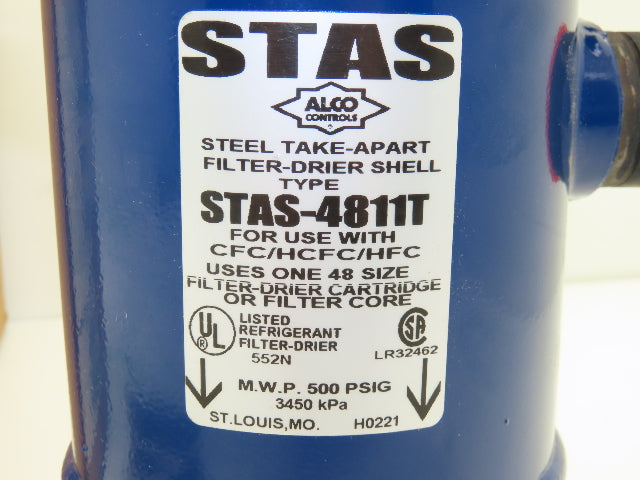 STAS
ALCO
CONTROLS
STEEL TAKE-APART
FILTER-DRIER SHELL
TYPE
STAS-4811T
FOR USE WITH
CFC/HCFC/HFC
USES ONE 48 SIZE
FILTER-DRIER CARTRIDGE
OR FILTER CORE
UL
LISTED
REFRIGERANT
FILTER-DRIER
552N
SA
LR32462
M.W.P. 500 PSIG
3450 kPa
ST.LOUIS,MO. H0221